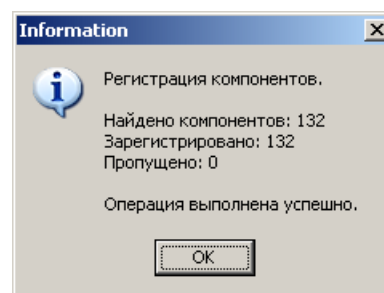 Information
Регистрация компонентов.
Найдено компонентов: 132
Зарегистрировано: 132
Пропущено: 0
Операция выполнена успешно.
OK